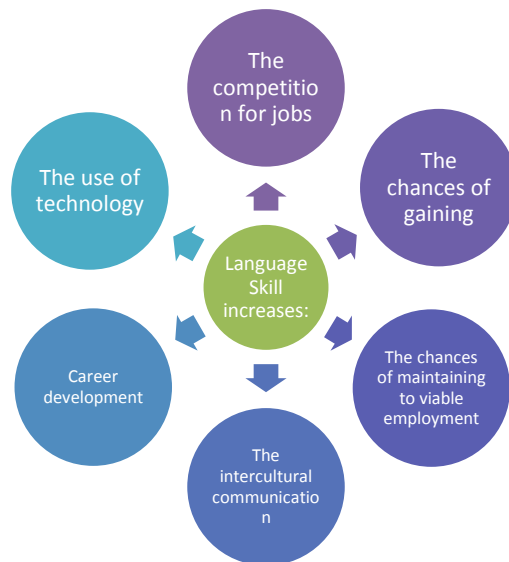 The
competitio
n for jobs
The
chances of
gaining
The chances
of maintaining
to viable
employment
The
intercultural
communicatio
n
Career
development
The use of
technology
Language
Skill
increases: